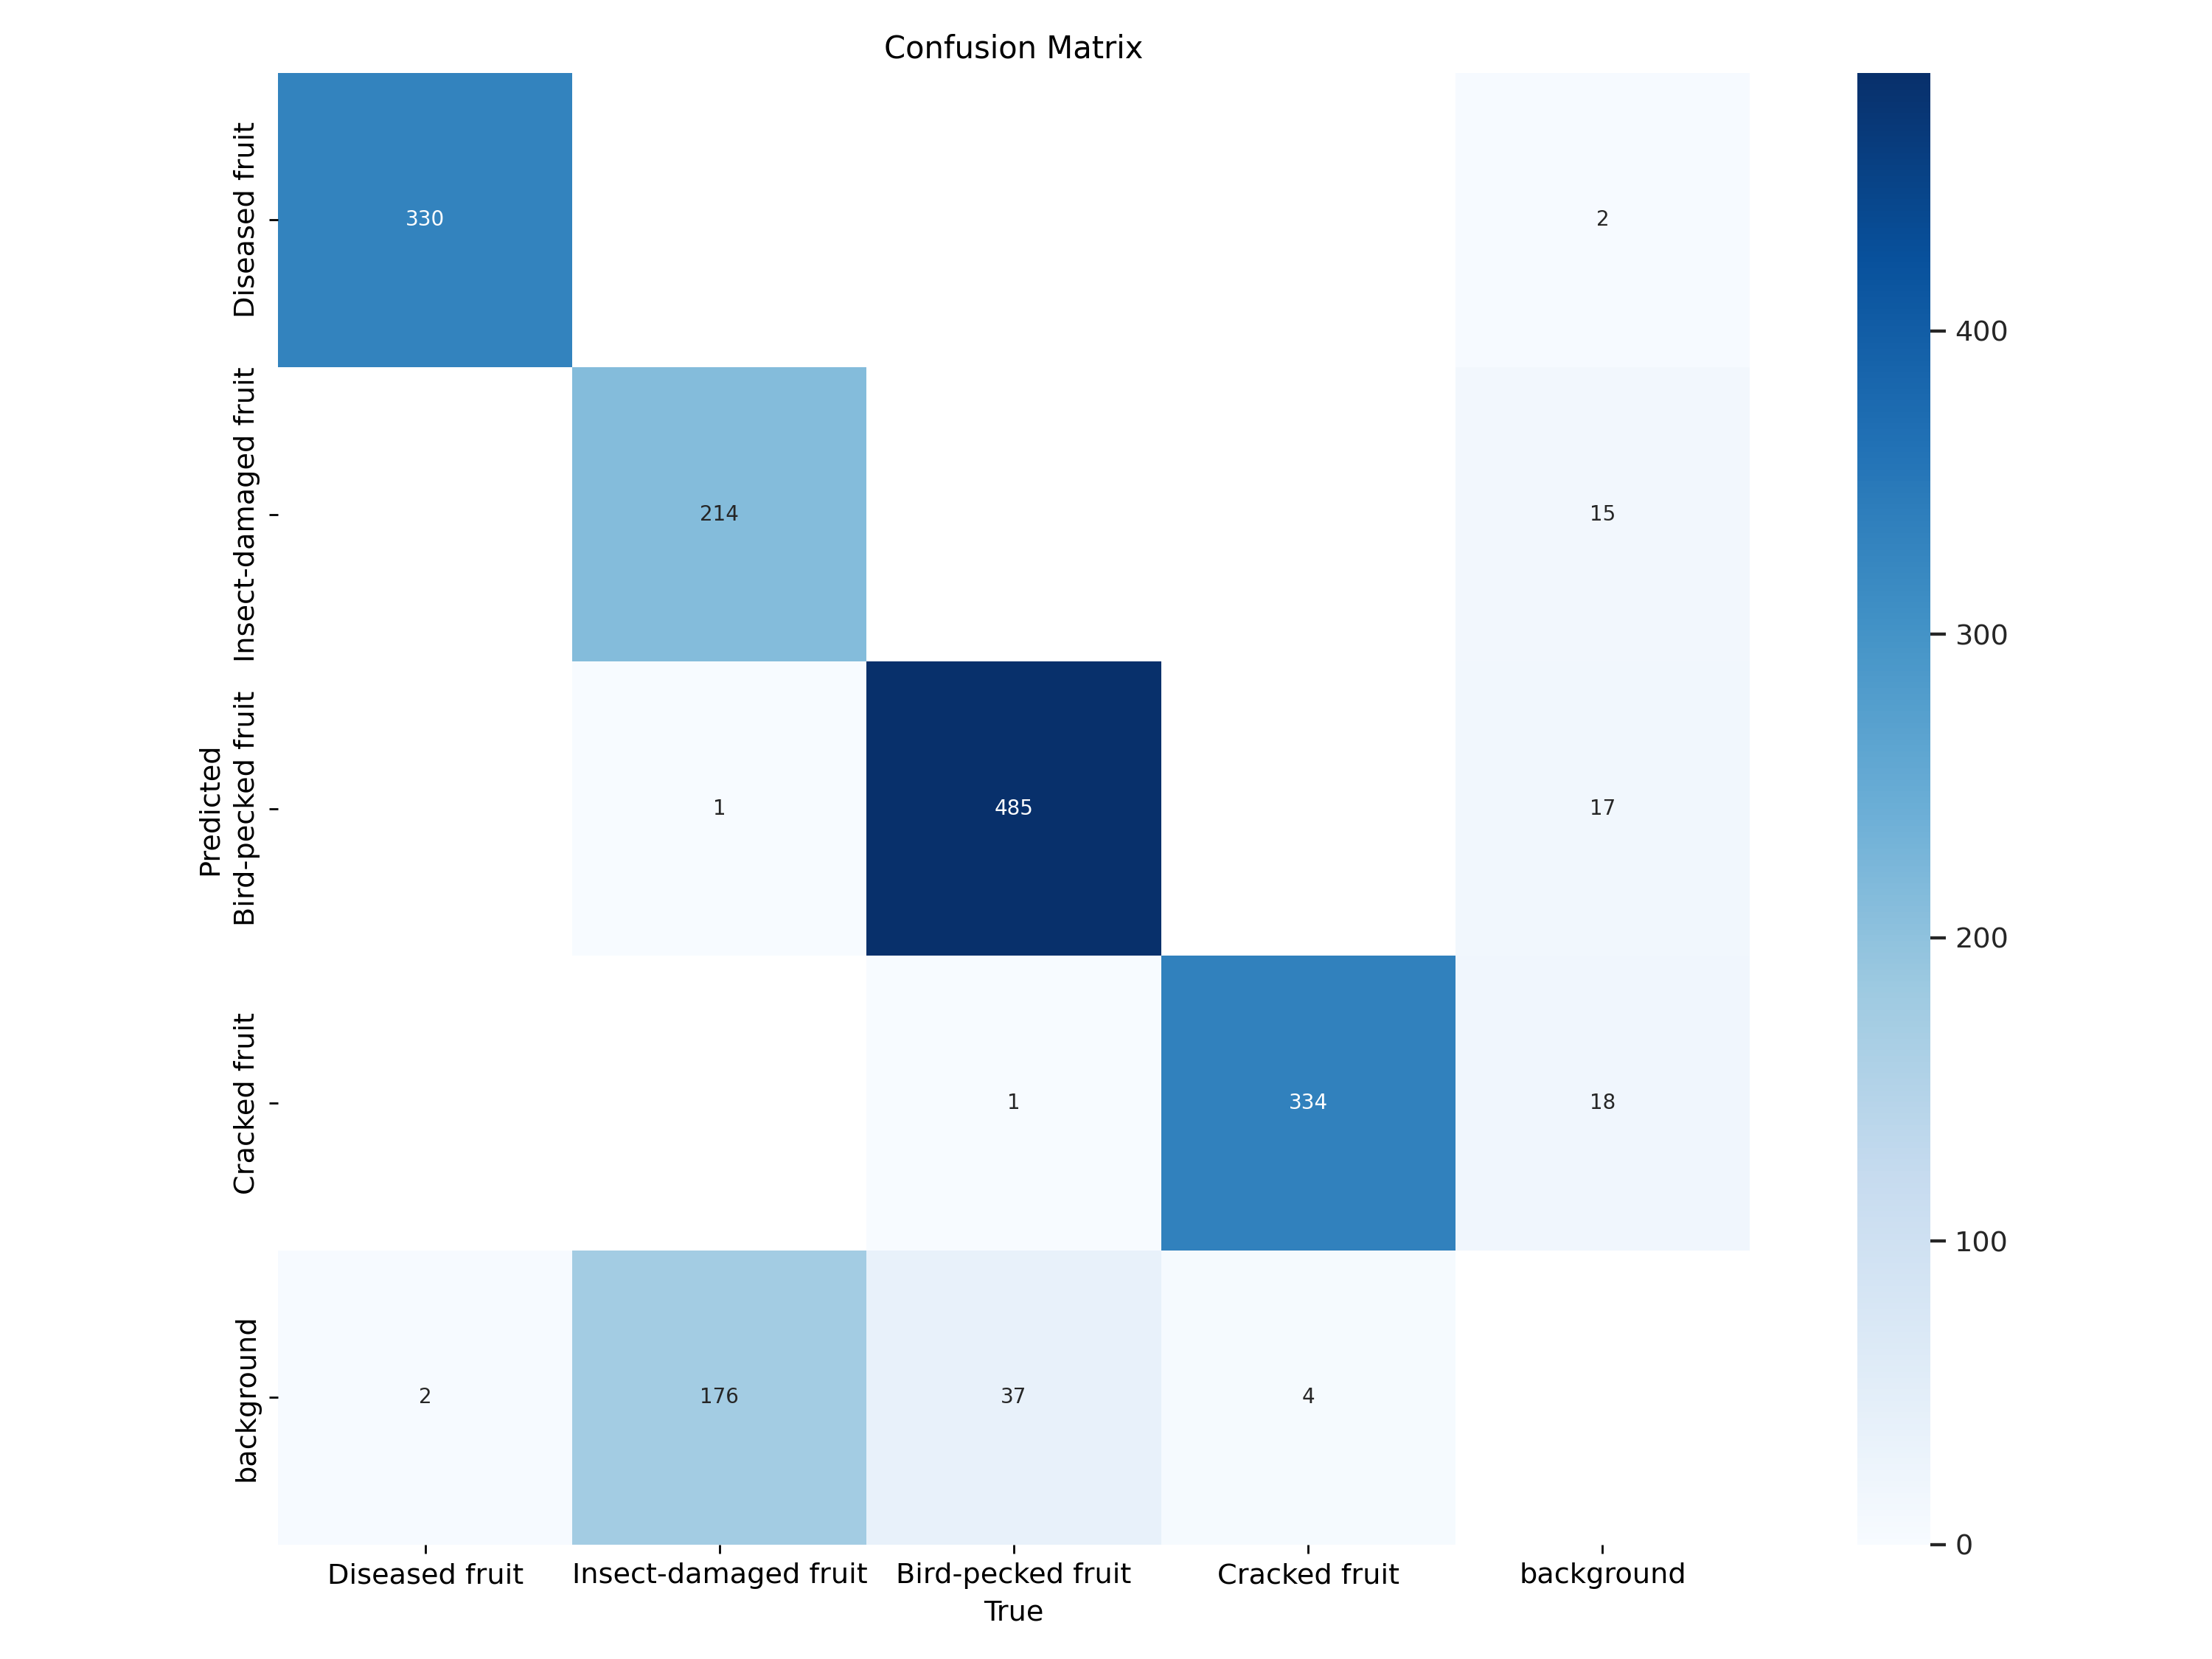 Confusion Matrix
Predicted
Diseased fruit
330
2
Insect-damaged fruit
214
15
Bird-pecked fruit
1
485
17
Cracked fruit
1
334
18
background
2
176
37
4
Diseased fruit
Insect-damaged fruit
Bird-pecked fruit
Cracked fruit
background
True
400
300
200
100
0